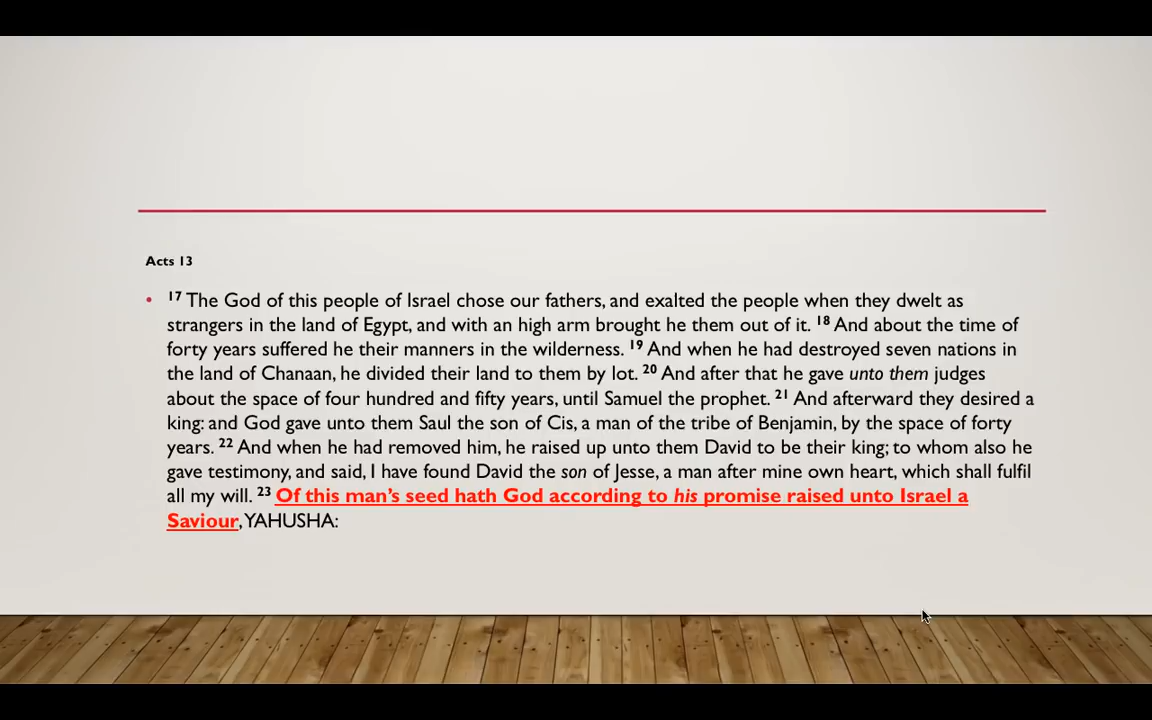 Acts 13
• 17 The God of this people of Israel chose our fathers, and exalted the people when they dwelt as
strangers in the land of Egypt, and with an high arm brought he them out of it. 18 And about the time of
forty years suffered he their manners in the wilderness. 19 And when he had destroyed seven nations in
the land of Chanaan, he divided their land to them by lot. 20 And after that he gave unto them judges
about the space of four hundred and fifty years, until Samuel the prophet. 21 And afterward they desired a
king: and God gave unto them Saul the son of Cis, a man of the tribe of Benjamin, by the space of forty
years. 22 And when he had removed him, he raised up unto them David to be their king; to whom also he
gave testimony, and said, I have found David the son of Jesse, a man after mine own heart, which shall fulfil
all my will. 23 Of this man’s seed hath God according to his promise raised unto Israel a
Saviour, YAHUSHA: